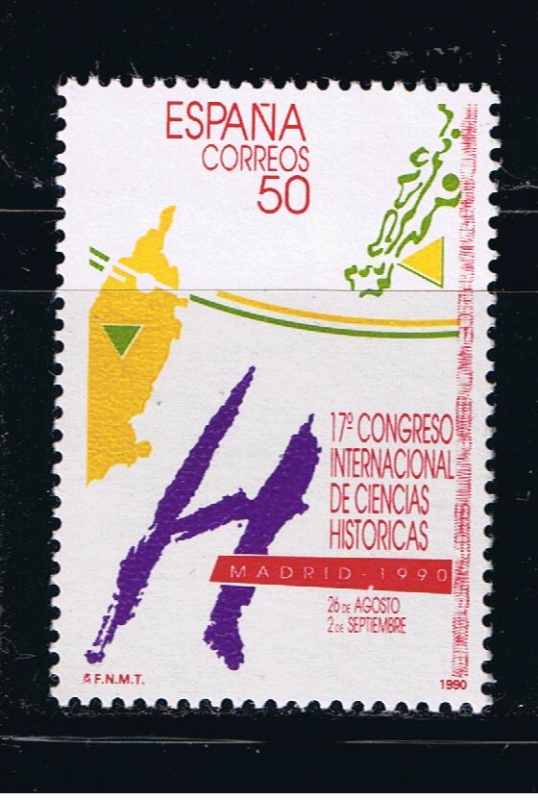 ESPAÑA
CORREOS
50
H
17º CONGRESO
INTERNACIONAL
DE CIENCIAS
HISTORICAS
MADRID-1990
26 DE AGOSTO
2 DE SEPTIEMBRE
F.N.M.T.
1990